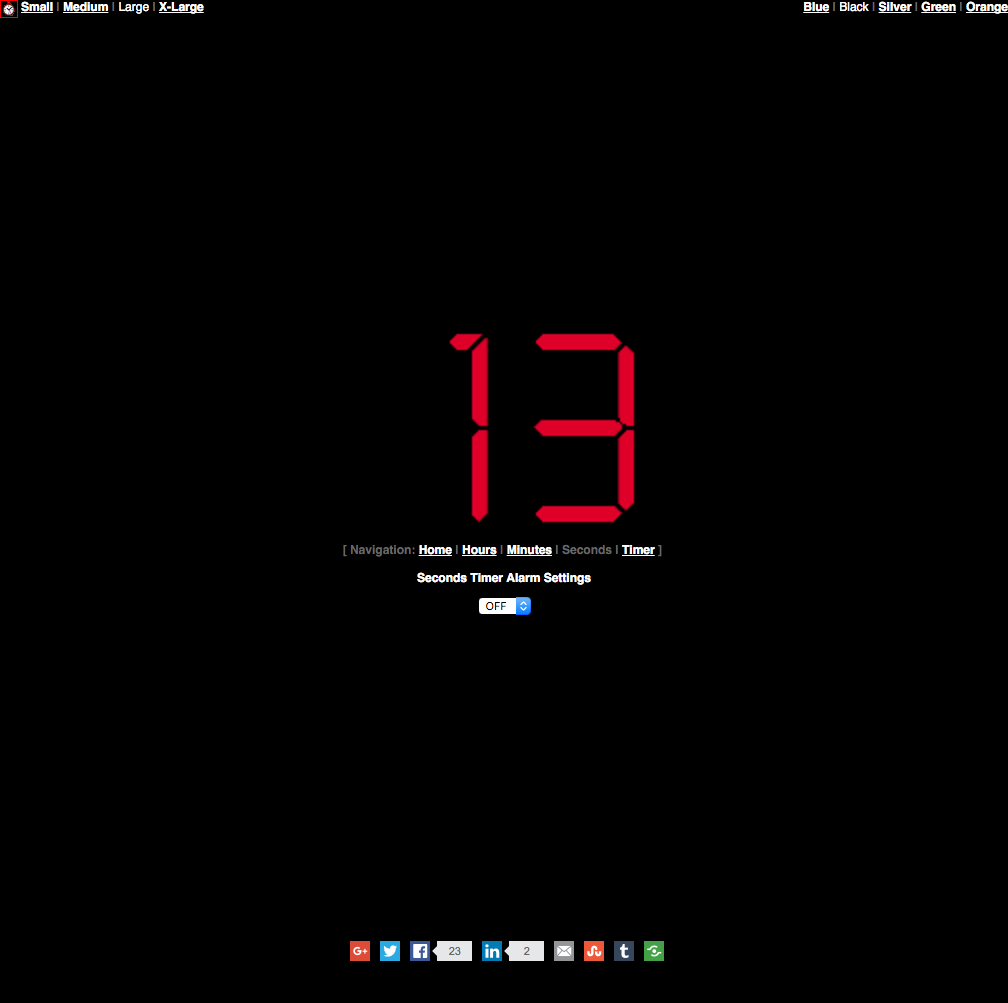 Small | Medium | Large | X-Large
Blue | Black | Silver | Green | Orange
13
[ Navigation: Home | Hours | Minutes | Seconds | Timer ]
Seconds Timer Alarm Settings
OFF
G+ 23 in 2 t